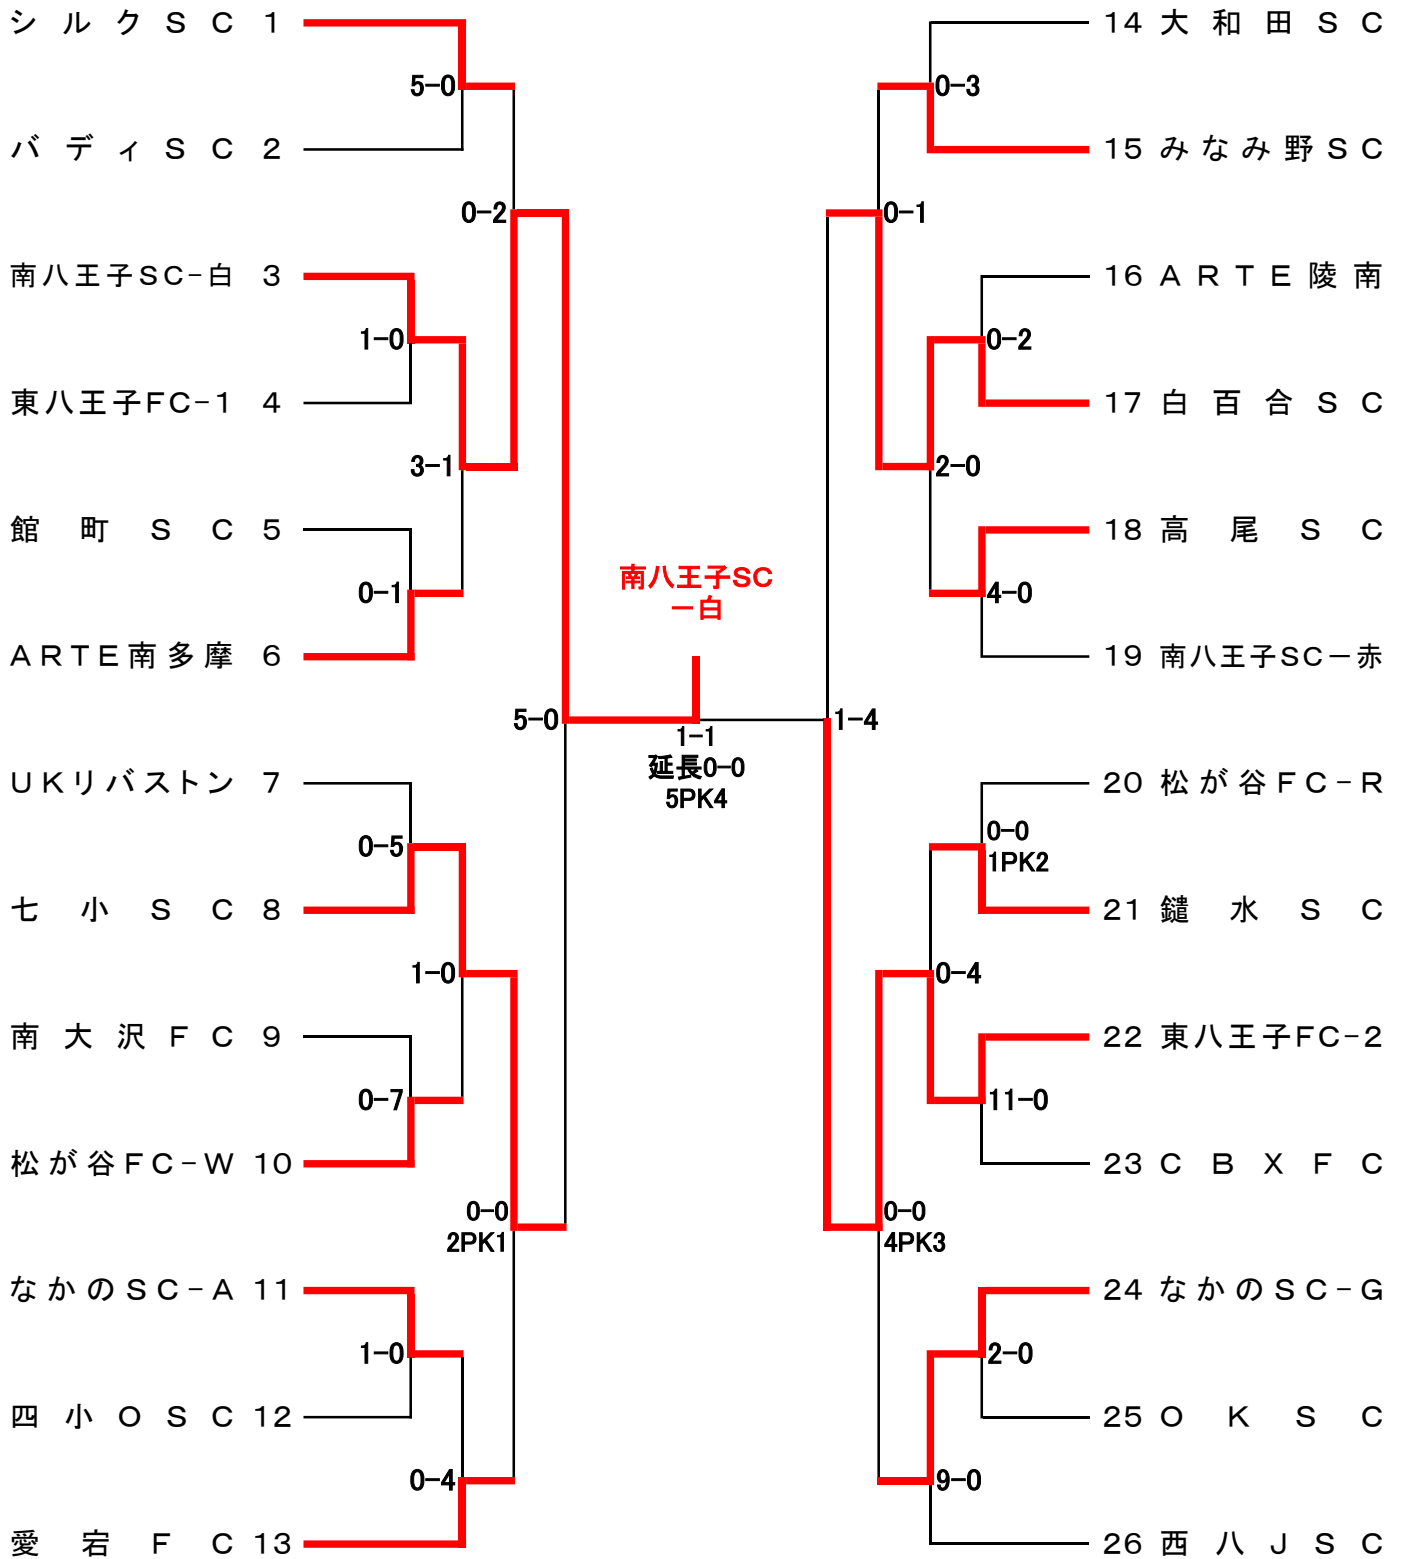 シルクSC 1
5-0
バディSC 2
0-2
南八王子SC-白 3
1-0
東八王子FC-1 4
3-1
館町SC 5
0-1
ARTE南多摩 6
5-0
UKリバストン 7
0-5
七小SC 8
1-0
南大沢FC 9
0-7
松が谷FC-W 10
0-0
2PK1
なかのSC-A 11
1-0
四小OSC 12
0-4
愛宕FC 13
南八王子SC
ー白
1-1
延長0-0
5PK4
14 大和田SC
0-3
15 みなみ野SC
0-1
16 ARTE陵南
0-2
17 白百合SC
2-0
18 高尾SC
4-0
19 南八王子SCー赤
1-4
20 松が谷FC-R
0-0
1PK2
21 鑓水SC
0-4
22 東八王子FC-2
11-0
23 CBXFC
0-0
4PK3
24 なかのSC-G
2-0
25 OKSC
9-0
26 西八JSC